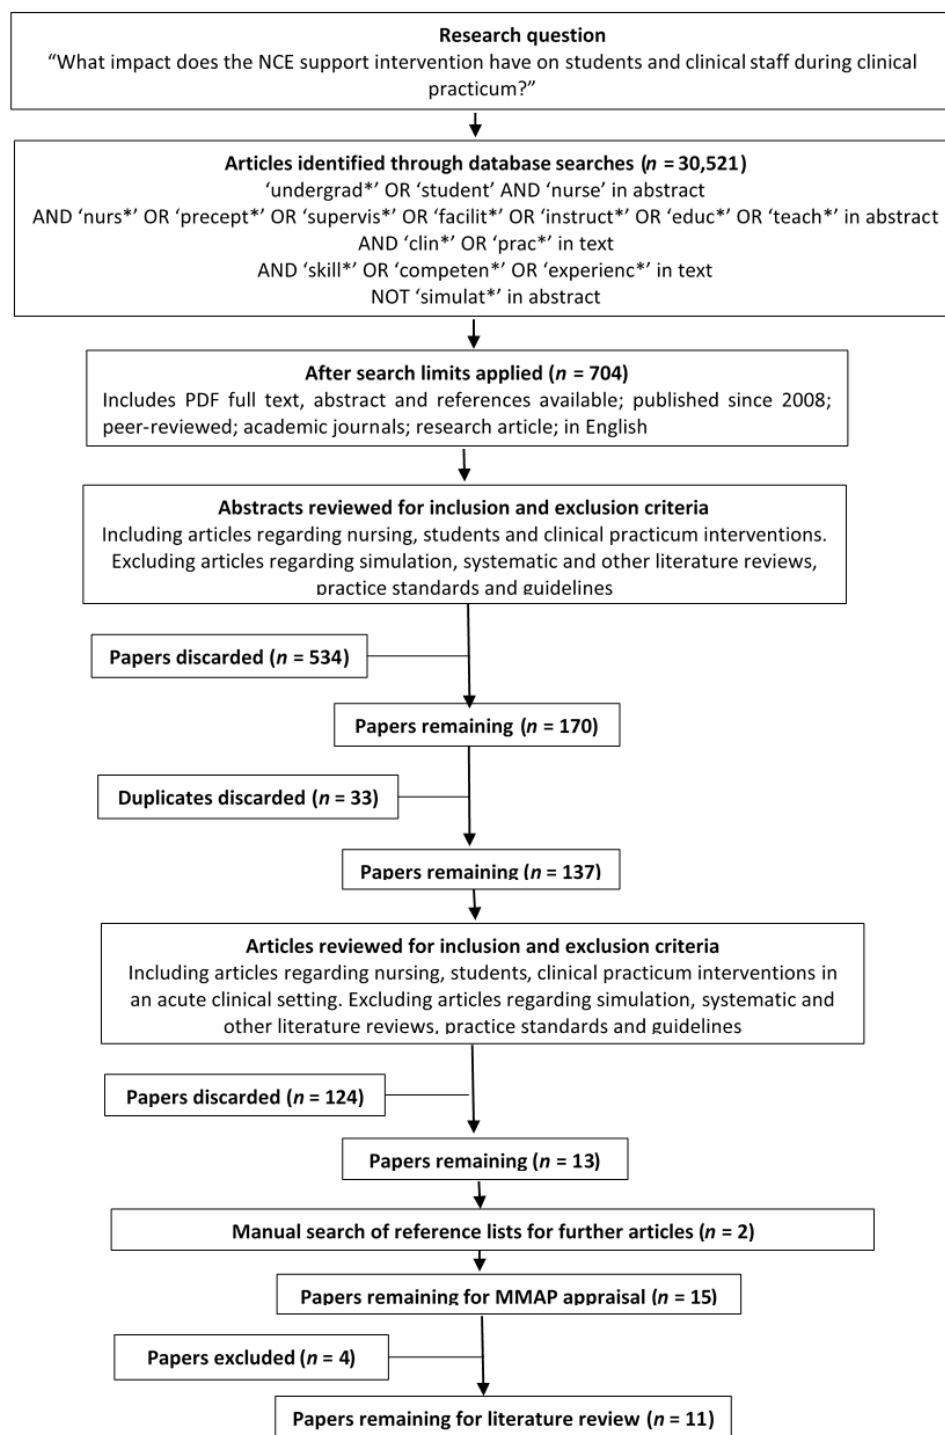 Research question
“What impact does the NCE support intervention have on students and clinical staff during clinical
practicum?”
Articles identified through database searches (n = 30,521)
‘undergrad*’ OR ‘student’ AND ‘nurse’ in abstract
AND ‘nurs*’ OR ‘precept*’ OR ‘supervis*’ OR ‘facilit*’ OR ‘instruct*’ OR ‘educ*’ OR ‘teach*’ in abstract
AND ‘clin*’ OR ‘prac*’ in text
AND ‘skill*’ OR ‘competen*’ OR ‘experienc*’ in text
NOT ‘simulat*’ in abstract
After search limits applied (n = 704)
Includes PDF full text, abstract and references available; published since 2008;
peer-reviewed; academic journals; research article; in English
Abstracts reviewed for inclusion and exclusion criteria
Including articles regarding nursing, students and clinical practicum interventions.
Excluding articles regarding simulation, systematic and other literature reviews,
practice standards and guidelines
Papers discarded (n = 534)
Papers remaining (n = 170)
Duplicates discarded (n = 33)
Papers remaining (n = 137)
Articles reviewed for inclusion and exclusion criteria
Including articles regarding nursing, students, clinical practicum interventions in
an acute clinical setting. Excluding articles regarding simulation, systematic and
other literature reviews, practice standards and guidelines
Papers discarded (n = 124)
Papers remaining (n = 13)
Manual search of reference lists for further articles (n = 2)
Papers remaining for MMAP appraisal (n = 15)
Papers excluded (n = 4)
Papers remaining for literature review (n = 11)